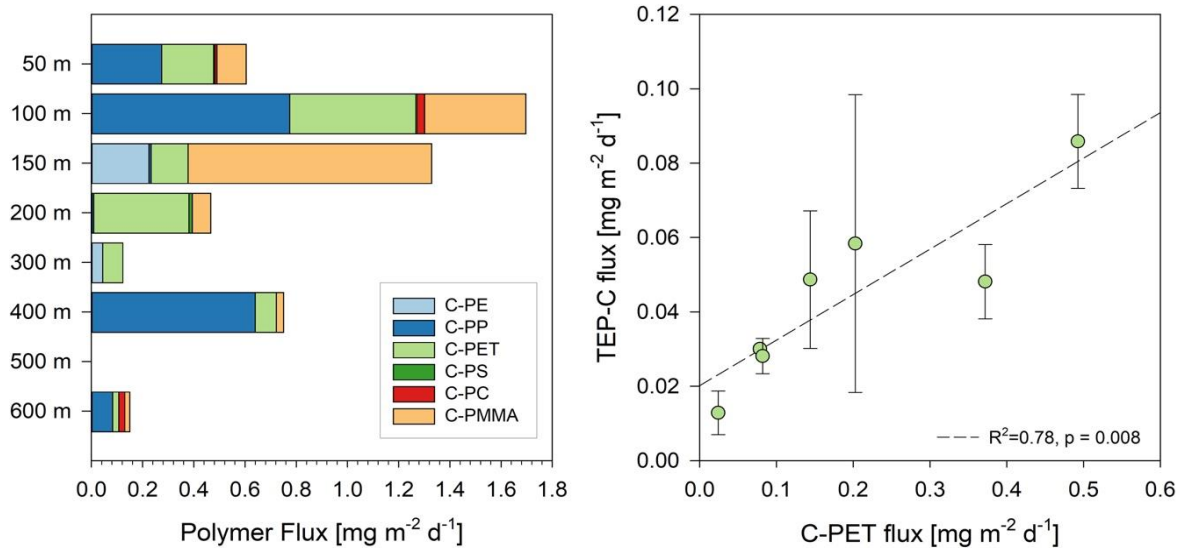 50 m
100 m
150 m
200 m
300 m
400 m
500 m
600 m
C-PE
C-PP
C-PET
C-PS
C-PC
C-PMMA
0.0 0.2 0.4 0.6 0.8 1.0 1.2 1.4 1.6 1.8
Polymer Flux [mg m⁻² d⁻¹]
TEP-C flux [mg m⁻² d⁻¹]
0.12
0.10
0.08
0.06
0.04
0.02
0.00
R²=0.78, p = 0.008
0.0 0.1 0.2 0.3 0.4 0.5 0.6
C-PET flux [mg m⁻² d⁻¹]